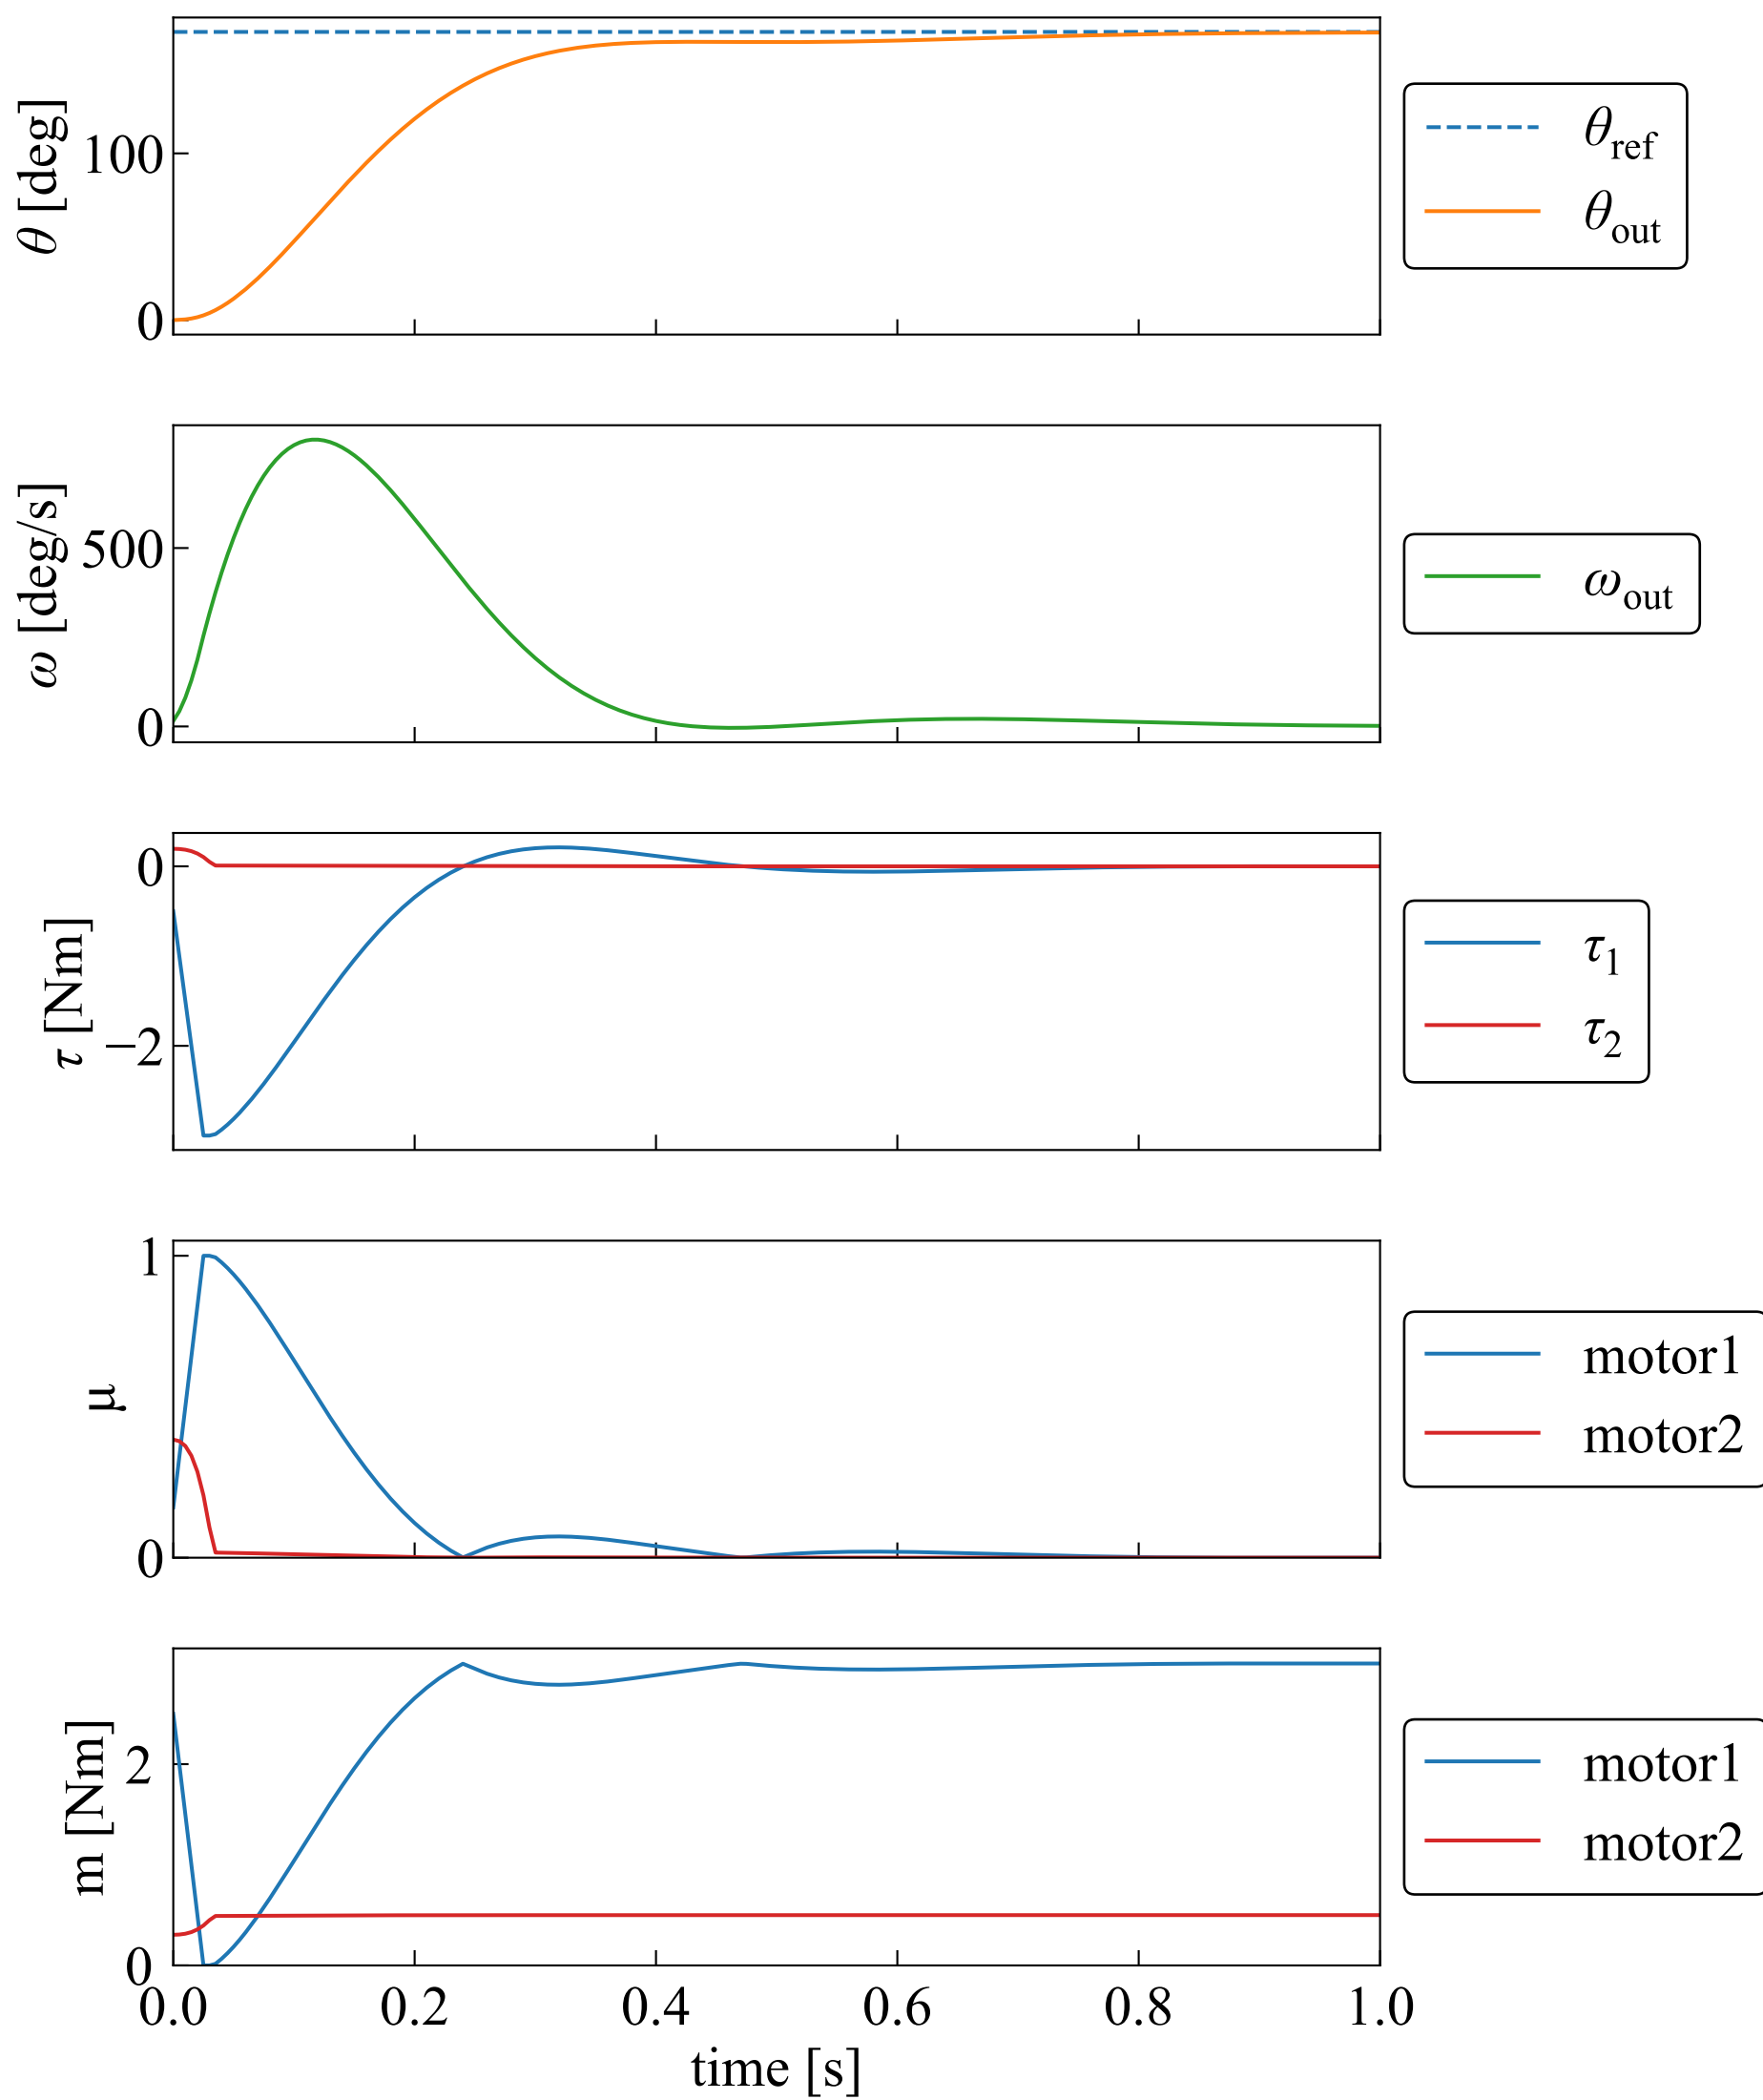 θ [deg]
100
0
θref
θout
ω [deg/s]
500
0
ωout
τ [Nm]
0
−2
τ1
τ2
μ
1
0
motor1
motor2
m [Nm]
2
0
motor1
motor2
0.0 0.2 0.4 0.6 0.8 1.0
time [s]